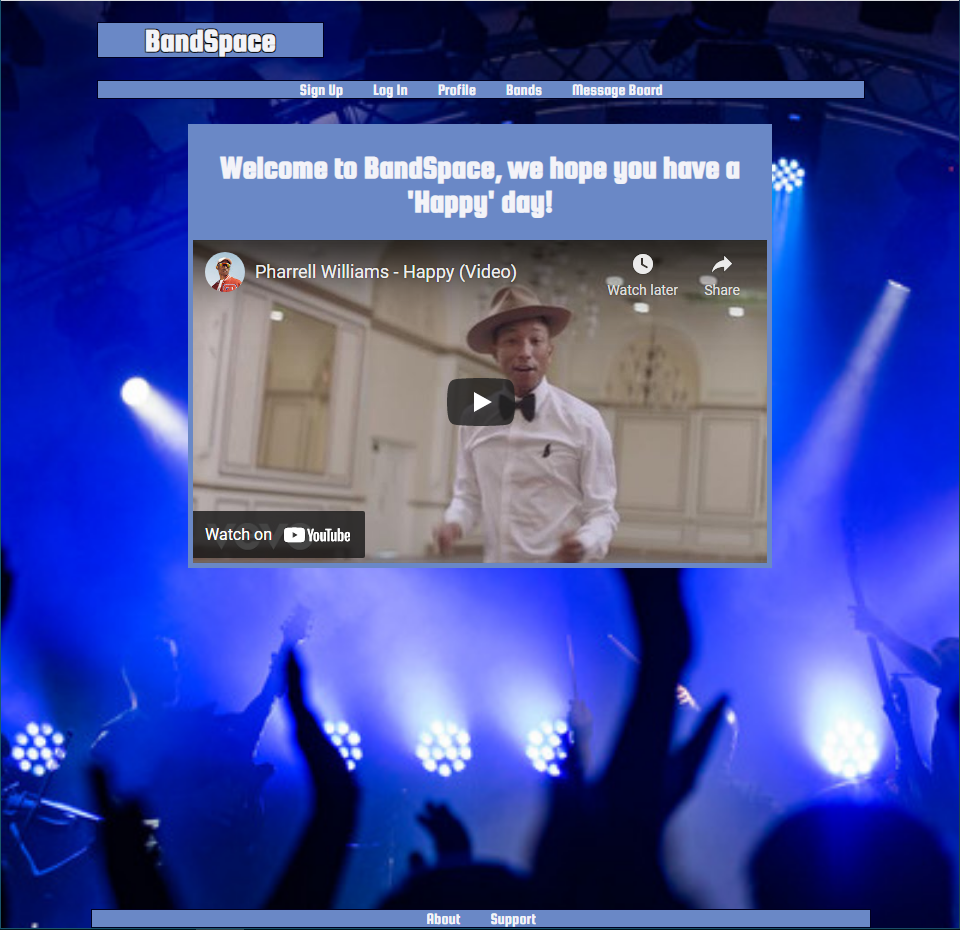 BandSpace
Sign Up Log In Profile Bands Message Board
Welcome to BandSpace, we hope you have a
'Happy' day!
Pharrell Williams - Happy (Video)
Watch later Share
vevo
Watch on YouTube
About Support